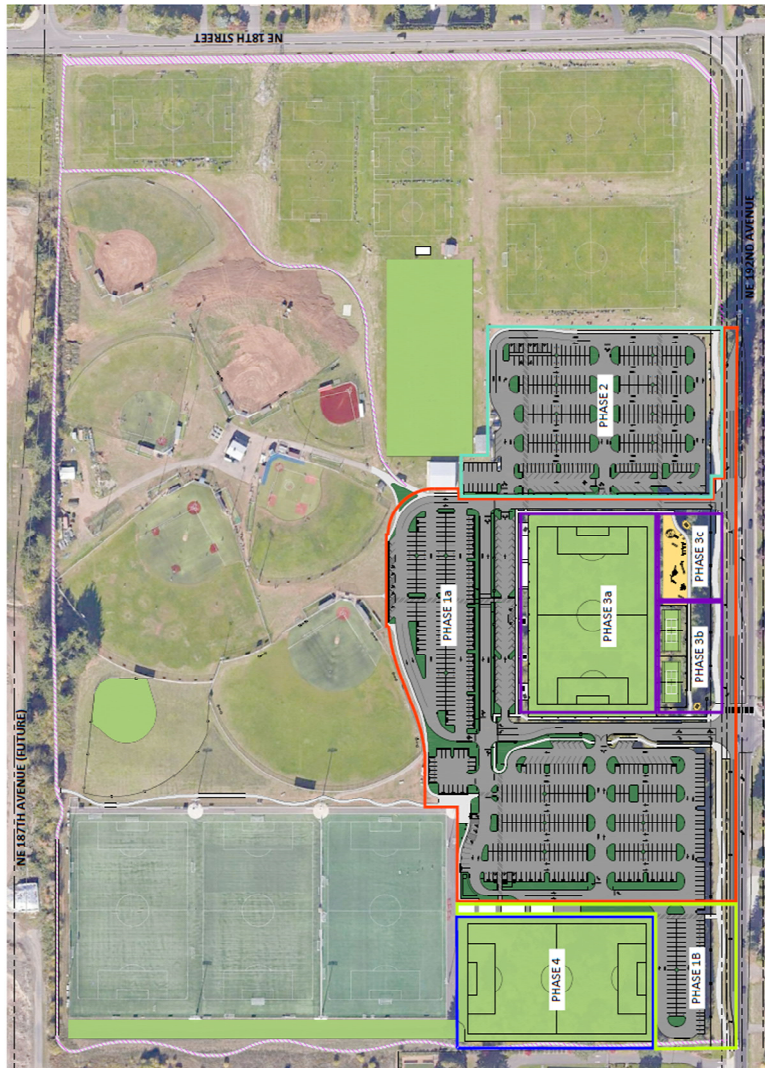 NE 18TH STREET
NE 192ND AVENUE
PHASE 2
PHASE 1a
PHASE 3a
PHASE 3c
PHASE 3b
NE 187TH AVENUE (FUTURE)
PHASE 4
PHASE 1B